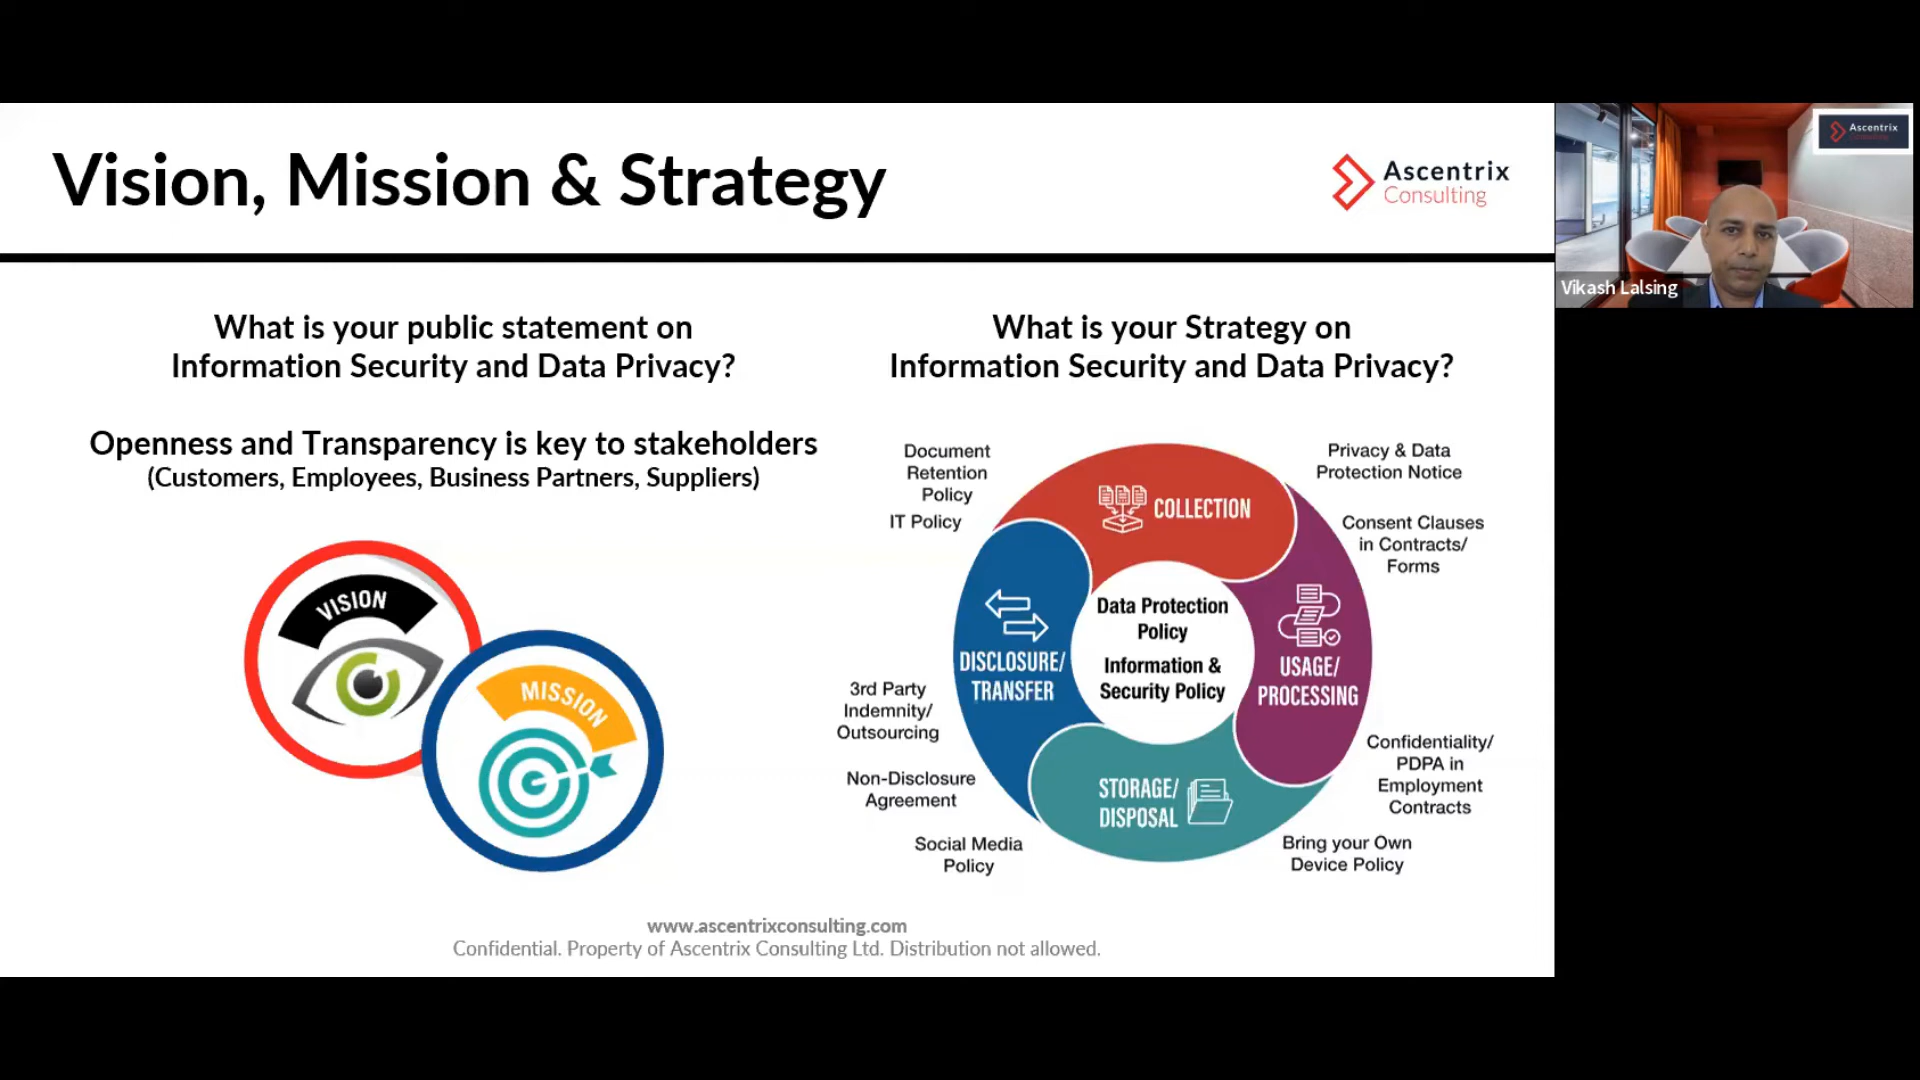 Vision, Mission & Strategy
Ascentrix
Consulting
Ascentrix
Vikash Lalsing
What is your public statement on
Information Security and Data Privacy?
Openness and Transparency is key to stakeholders
(Customers, Employees, Business Partners, Suppliers)
VISION
MISSION
What is your Strategy on
Information Security and Data Privacy?
Document
Retention
Policy
IT Policy
COLLECTION
Privacy & Data
Protection Notice
Consent Clauses
in Contracts/
Forms
Data Protection
Policy
Information &
Security Policy
DISCLOSURE/
TRANSFER
USAGE/
PROCESSING
3rd Party
Indemnity/
Outsourcing
Non-Disclosure
Agreement
Social Media
Policy
STORAGE/
DISPOSAL
Confidentiality/
PDPA in
Employment
Contracts
Bring your Own
Device Policy
www.ascentrixconsulting.com
Confidential. Property of Ascentrix Consulting Ltd. Distribution not allowed.